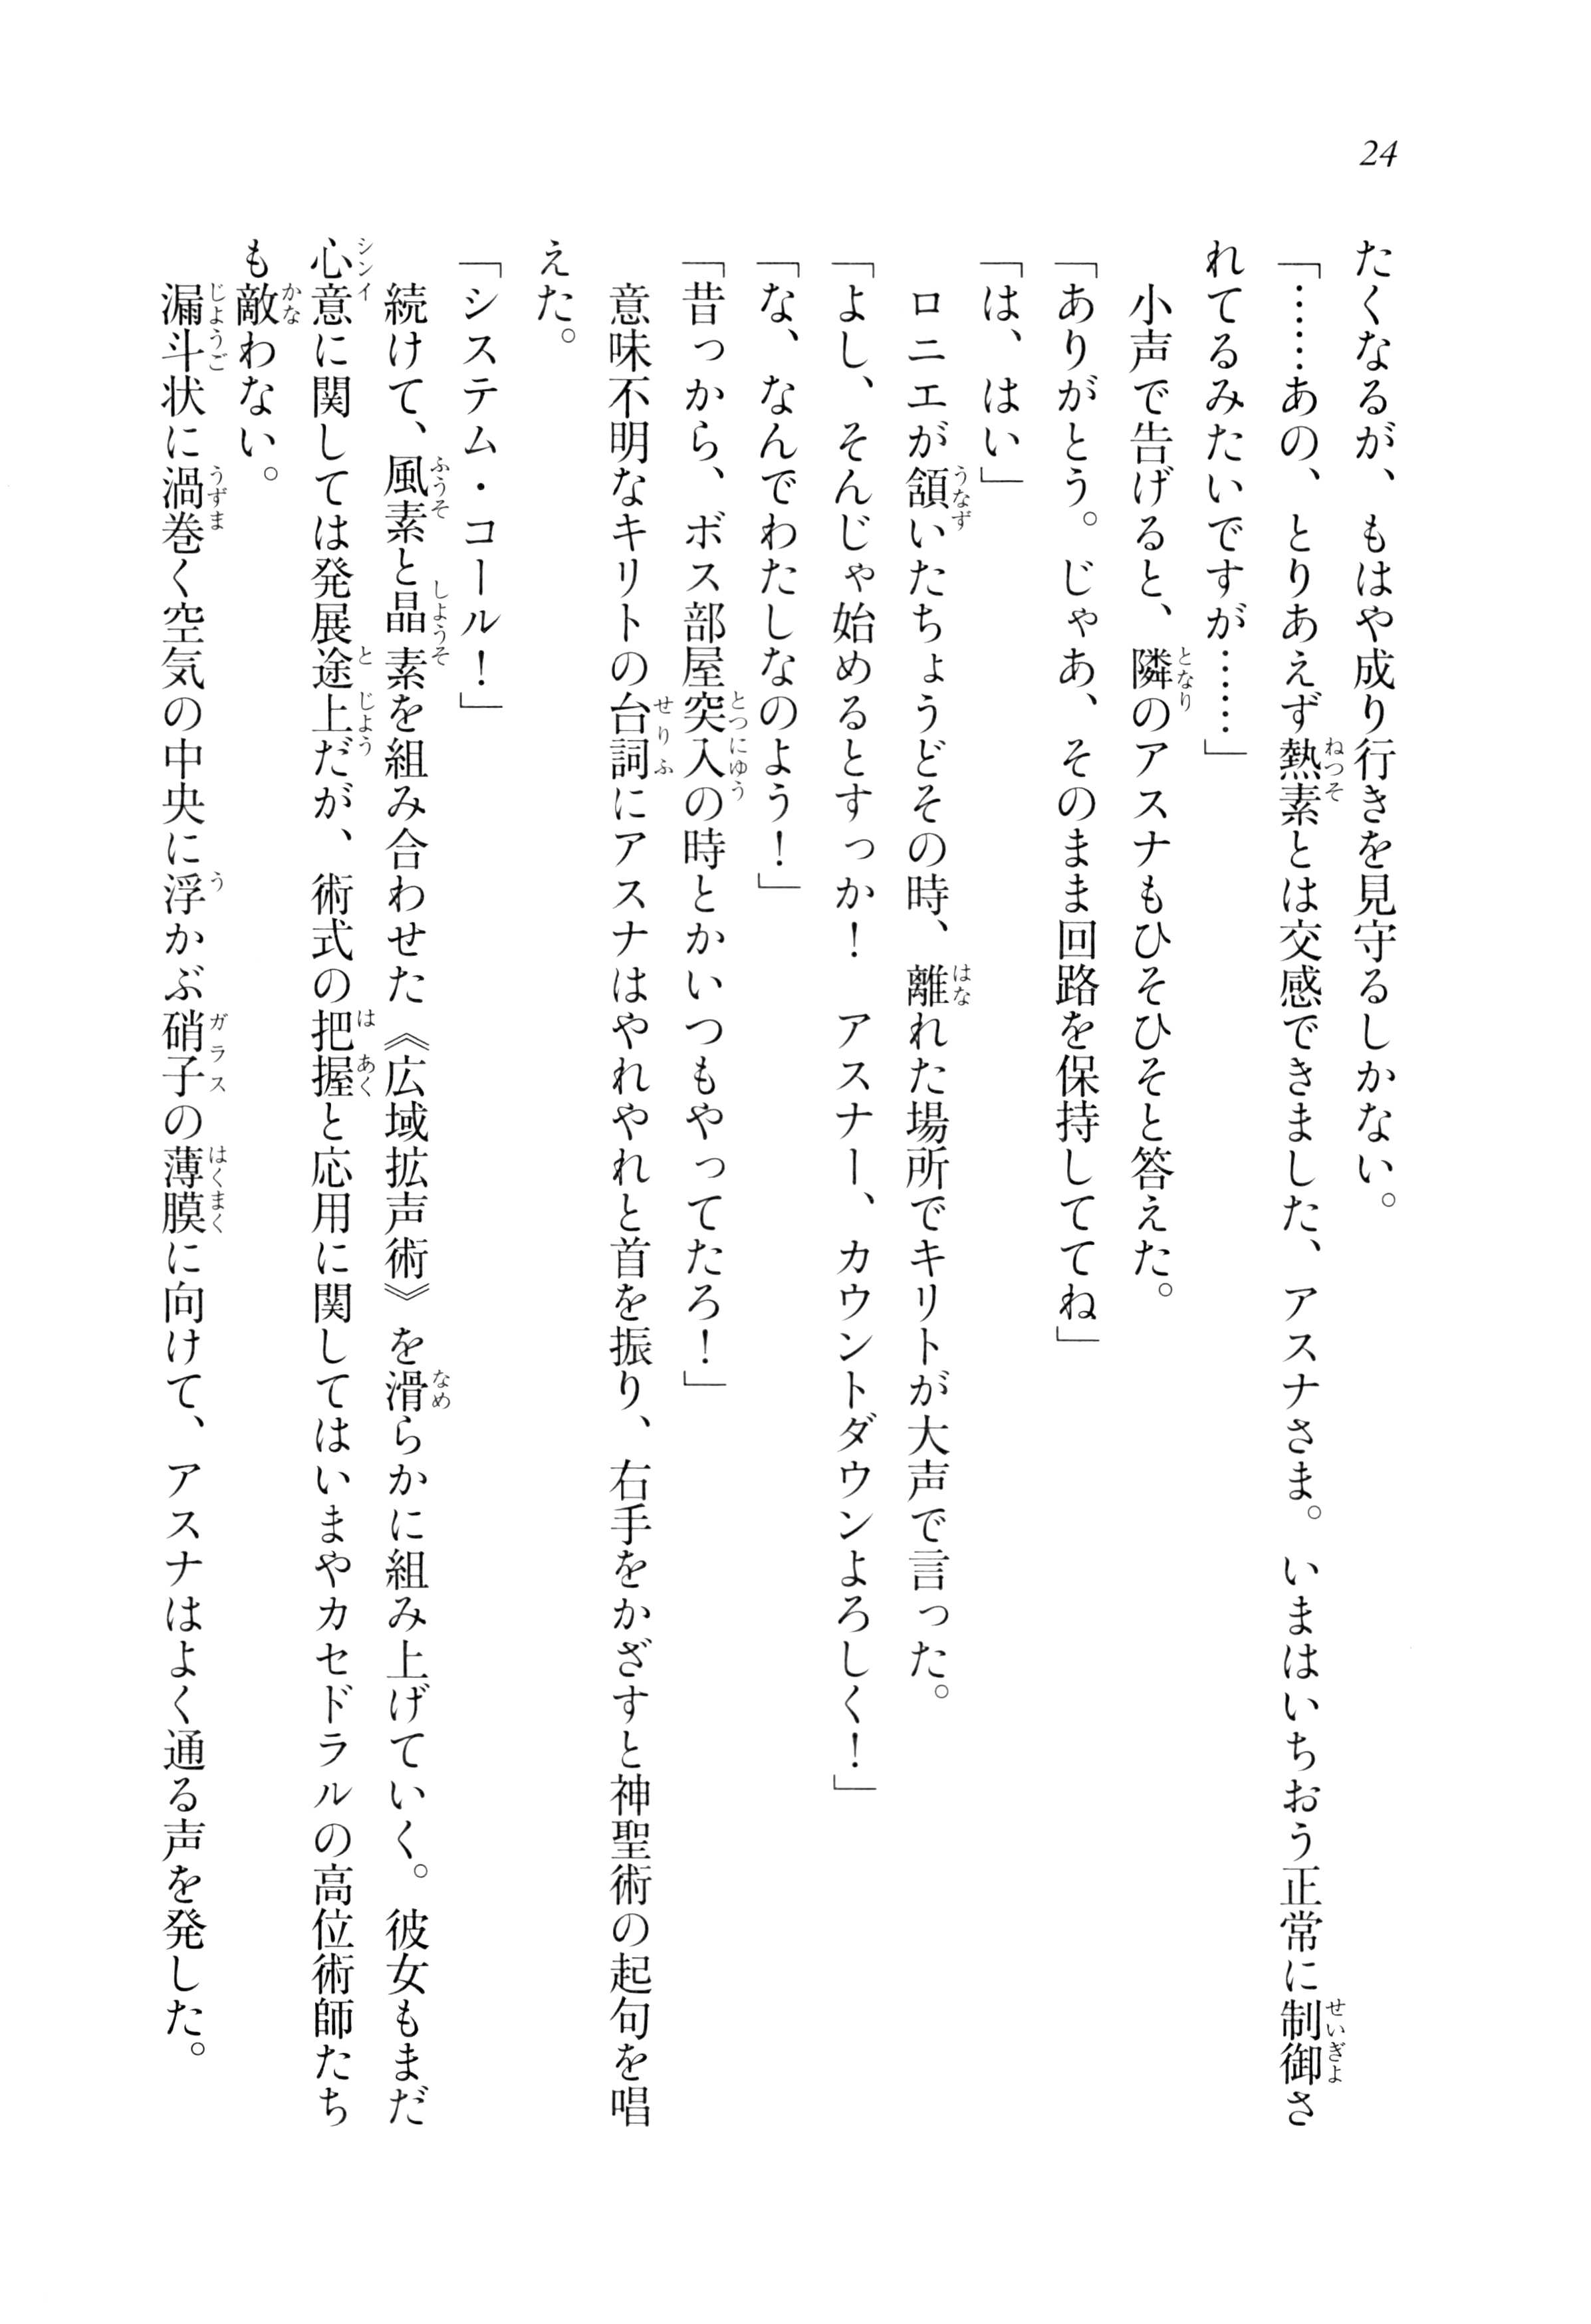 24
たくなるが、もはや成り行きを見守るしかない。
「……あの、とりあえず熱素とは交感できました、アスナさま。いまはいちおう正常に制御さ
れてるみたいですが……」
　小声で告げると、隣のアスナもひそひそと答えた。
「ありがとう。じゃあ、そのまま回路を保持しててね」
「は、はい」
　ロニエが頷いたちょうどその時、離れた場所でキリトが大声で言った。
「よし、そんじゃ始めるとすっか！　アスナー、カウントダウンよろしく！」
「な、なんでわたしなのよう！」
「昔っから、ボス部屋突入の時とかいつもやってたろ！」
　意味不明なキリトの台詞にアスナはやれやれと首を振り、右手をかざすと神聖術の起句を唱
えた。
「システム・コール！」
　続けて、風素と晶素を組み合わせた《広域拡声術》を滑らかに組み上げていく。彼女もまだ
心意に関しては発展途上だが、術式の把握と応用に関してはいまやカセドラルの高位術師たち
も敵わない。
　漏斗状に渦巻く空気の中央に浮かぶ硝子の薄膜に向けて、アスナはよく通る声を発した。